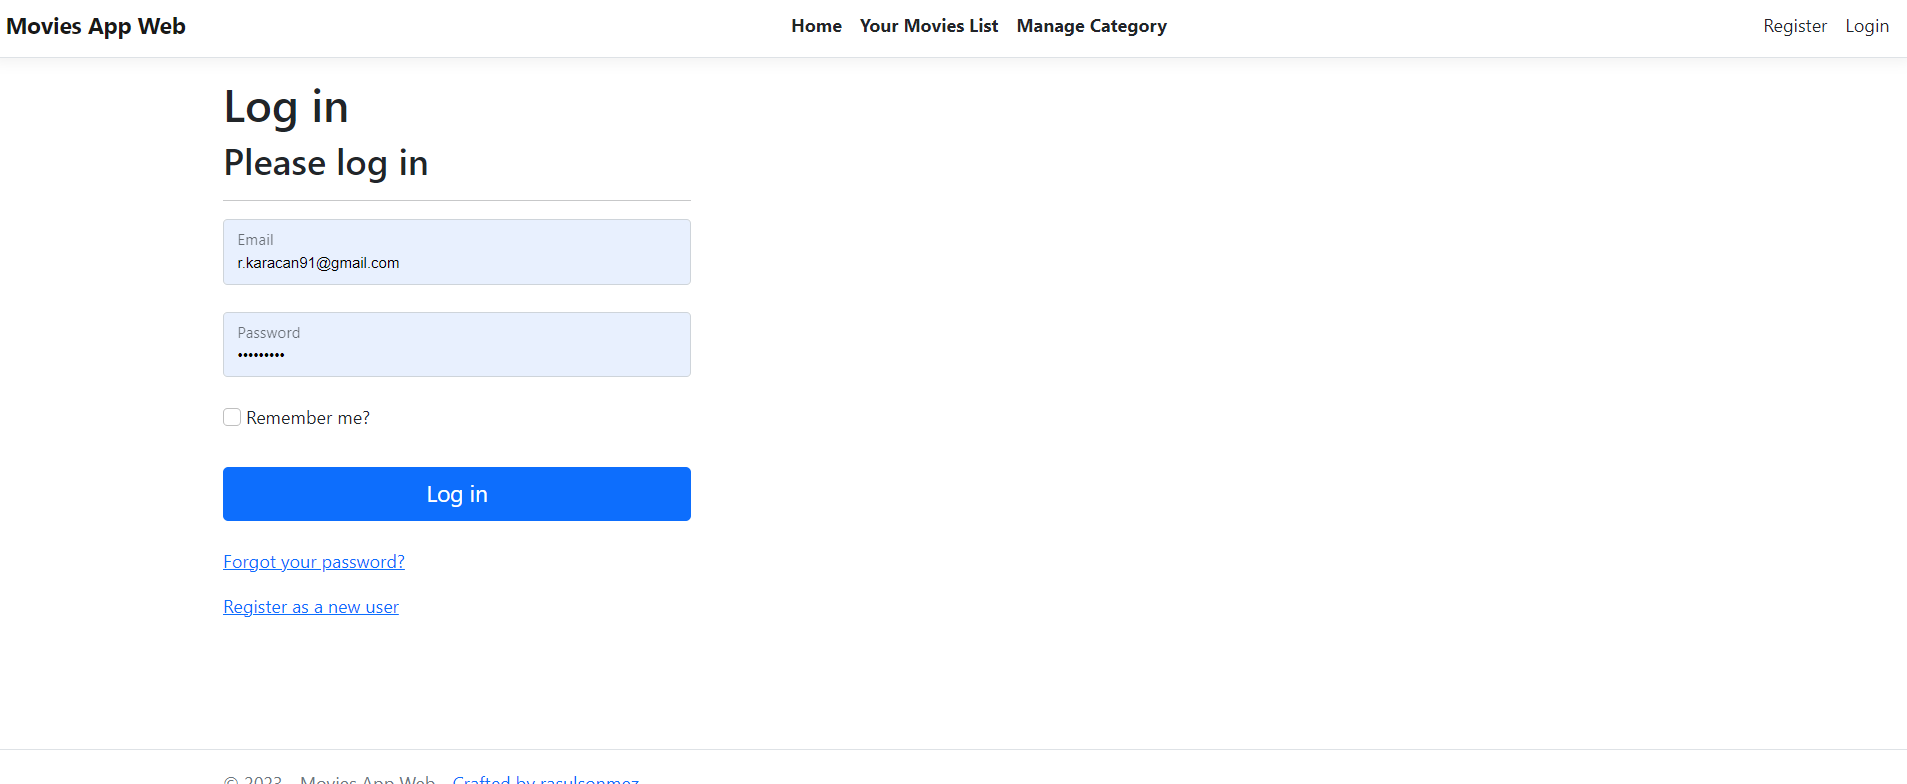 Movies App Web Home Your Movies List Manage Category Register Login
Log in
Please log in
Email
r.karacan91@gmail.com
Password
•••••••••
Remember me?
Log in
Forgot your password?
Register as a new user
© 2023 - Movies App Web - Crafted by rasulsonmez